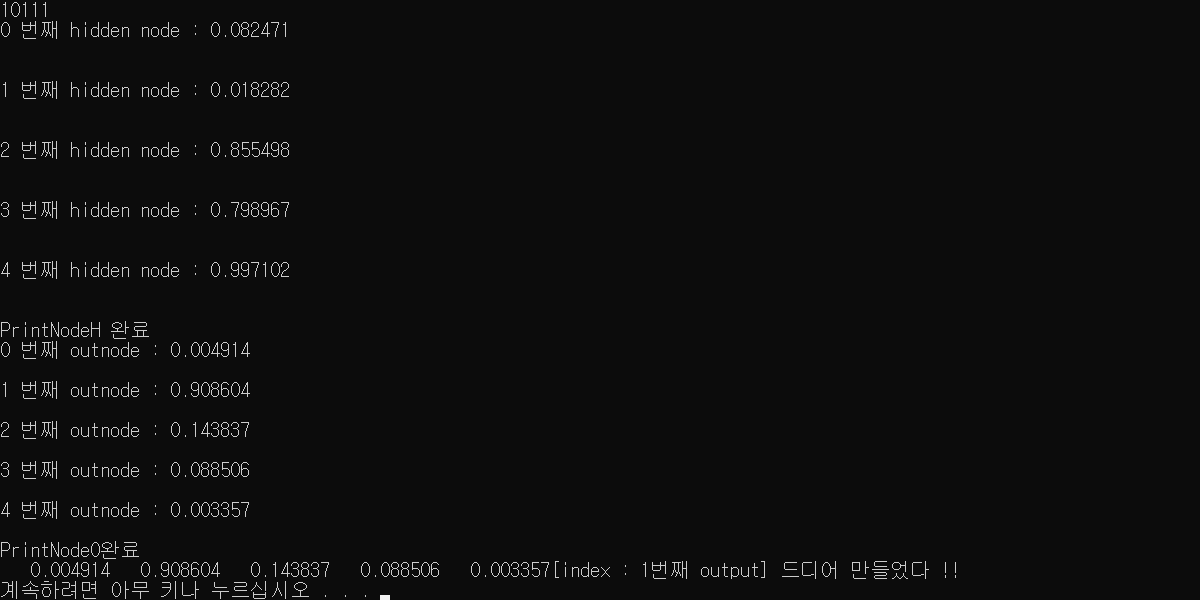 10111
0 번째 hidden node : 0.082471
1 번째 hidden node : 0.018282
2 번째 hidden node : 0.855498
3 번째 hidden node : 0.798967
4 번째 hidden node : 0.997102
PrintNodeH 완료
0 번째 outnode : 0.004914
1 번째 outnode : 0.908604
2 번째 outnode : 0.143837
3 번째 outnode : 0.088506
4 번째 outnode : 0.003357
PrintNodeO완료
0.004914 0.908604 0.143837 0.088506 0.003357[index : 1번째 output] 드디어 만들었다 !!
계속하려면 아무 키나 누르십시오 . . .